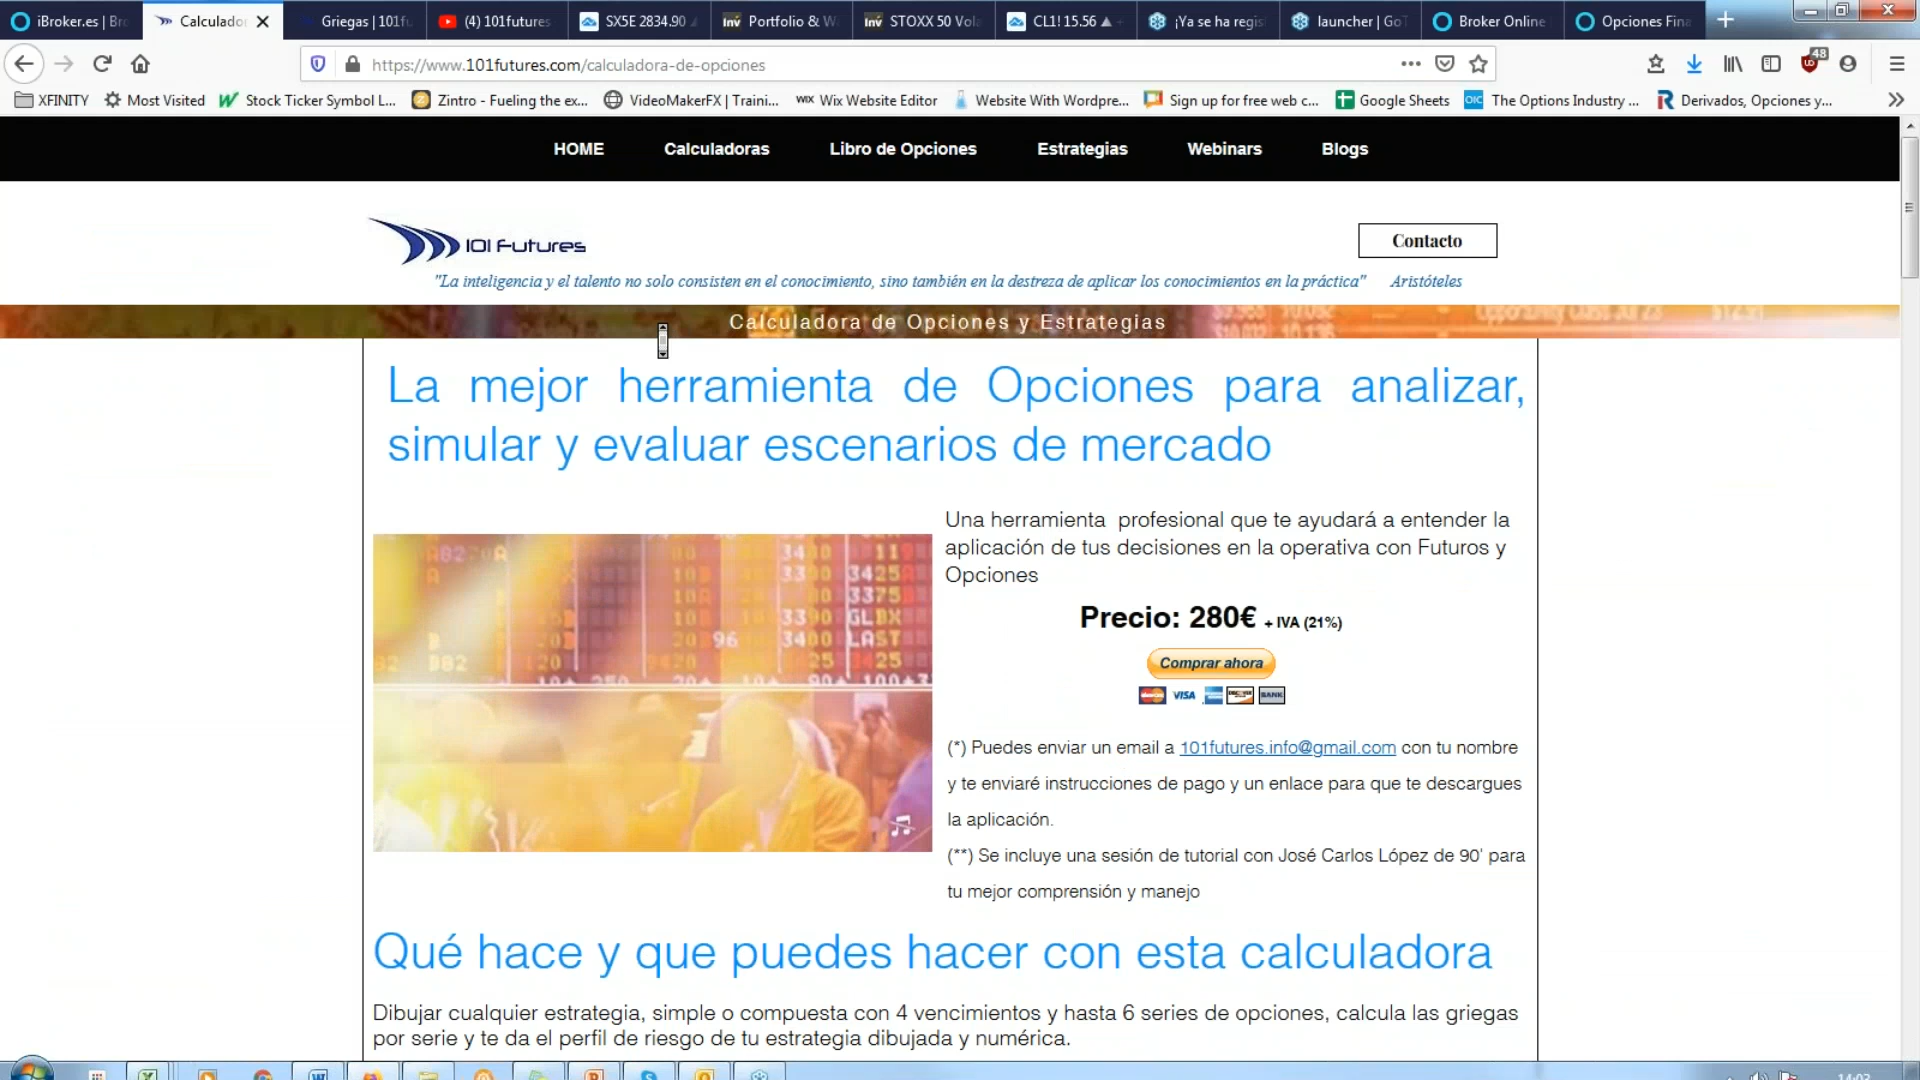 iBroker.es | Bro
Calculador
Griegas | 101fu
(4) 101futures
SX5E 2834.90
Portfolio & W
STOXX 50 Vola
CL1! 15.56 ▲
¡Ya se ha regis
launcher | GoT
Broker Online
Opciones Fina
https://www.101futures.com/calculadora-de-opciones
48
XFINITY
Most Visited
Stock Ticker Symbol L...
Zintro - Fueling the ex...
VideoMakerFX | Traini...
WIX Wix Website Editor
Website With Wordpre...
Sign up for free web c...
Google Sheets
OIC The Options Industry ...
Derivados, Opciones y...
HOME
Calculadoras
Libro de Opciones
Estrategias
Webinars
Blogs
101 Futures
Contacto
"La inteligencia y el talento no solo consisten en el conocimiento, sino también en la destreza de aplicar los conocimientos en la práctica" Aristóteles
Calculadora de Opciones y Estrategias
La mejor herramienta de Opciones para analizar,
simular y evaluar escenarios de mercado
Una herramienta profesional que te ayudará a entender la
aplicación de tus decisiones en la operativa con Futuros y
Opciones
Precio: 280€ + IVA (21%)
Comprar ahora
VISA
BANK
(*) Puedes enviar un email a 101futures.info@gmail.com con tu nombre
y te enviaré instrucciones de pago y un enlace para que te descargues
la aplicación.
(**) Se incluye una sesión de tutorial con José Carlos López de 90' para
tu mejor comprensión y manejo
Qué hace y que puedes hacer con esta calculadora
Dibujar cualquier estrategia, simple o compuesta con 4 vencimientos y hasta 6 series de opciones, calcula las griegas
por serie y te da el perfil de riesgo de tu estrategia dibujada y numérica.